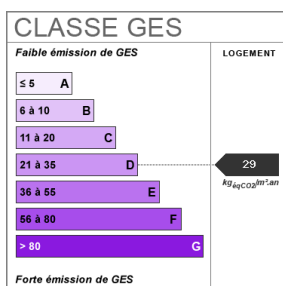 CLASSE GES
Faible émission de GES
LOGEMENT
≤ 5 A
6 à 10 B
11 à 20 C
21 à 35 D
29
kgéqCO2/m².an
36 à 55 E
56 à 80 F
> 80 G
Forte émission de GES